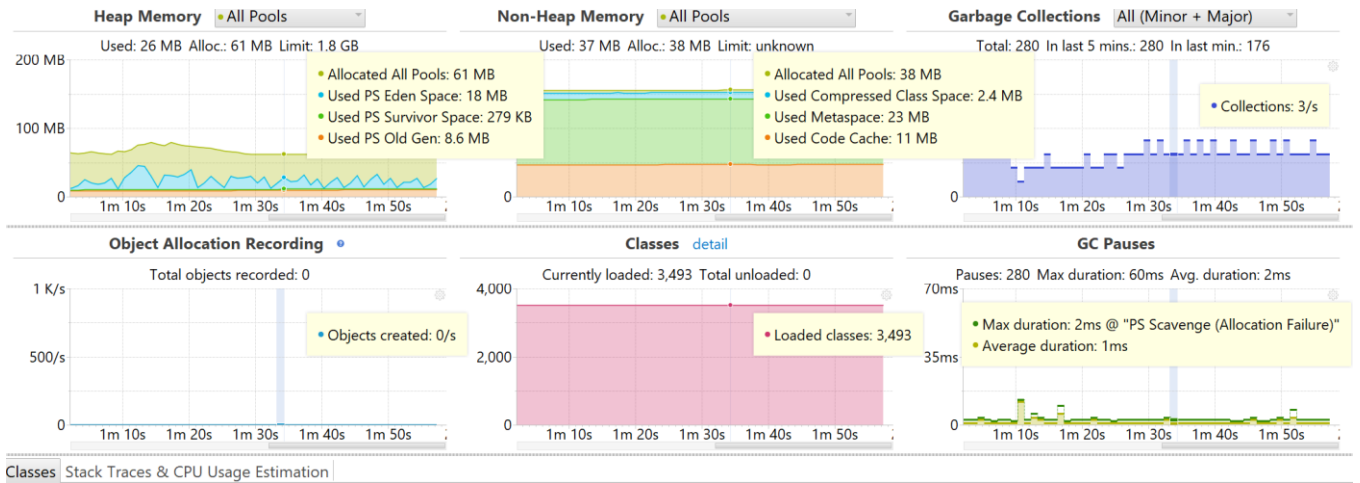 Heap Memory All Pools
Used: 26 MB Alloc.: 61 MB Limit: 1.8 GB
200 MB
100 MB
0
Allocated All Pools: 61 MB
Used PS Eden Space: 18 MB
Used PS Survivor Space: 279 KB
Used PS Old Gen: 8.6 MB
1m 10s 1m 20s 1m 30s 1m 40s 1m 50s
Non-Heap Memory All Pools
Used: 37 MB Alloc.: 38 MB Limit: unknown
Allocated All Pools: 38 MB
Used Compressed Class Space: 2.4 MB
Used Metaspace: 23 MB
Used Code Cache: 11 MB
0
1m 10s 1m 20s 1m 30s 1m 40s 1m 50s
Garbage Collections All (Minor + Major)
Total: 280 In last 5 mins.: 280 In last min.: 176
Collections: 3/s
0
1m 10s 1m 20s 1m 30s 1m 40s 1m 50s
Object Allocation Recording
Total objects recorded: 0
1 K/s
500/s
0
Objects created: 0/s
1m 10s 1m 20s 1m 30s 1m 40s 1m 50s
Classes detail
Currently loaded: 3,493 Total unloaded: 0
4,000
2,000
0
Loaded classes: 3,493
1m 10s 1m 20s 1m 30s 1m 40s 1m 50s
GC Pauses
Pauses: 280 Max duration: 60ms Avg. duration: 2ms
70ms
35ms
0
Max duration: 2ms @ "PS Scavenge (Allocation Failure)"
Average duration: 1ms
1m 10s 1m 20s 1m 30s 1m 40s 1m 50s
Classes Stack Traces & CPU Usage Estimation